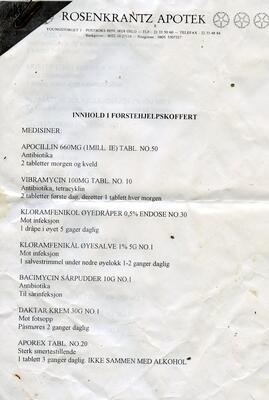 ROSENKRANTZ APOTEK
INNHOLD I FØRSTEHJELPSKOFFERT
MEDISINER:
APOCILLIN 660MG (1MILL. IE) TABL. NO.50
Antibiotika
2 tabletter morgen og kveld
VIBRAMYCIN 100MG TABL. NO. 10
Antibiotika, tetracyklin
2 tabletter første dag, deretter 1 tablett hver morgen
KLORAMFENIKOL ØYEDRÅPER 0,5% ENDOSE NO.30
Mot infeksjon
1 dråpe i øyet 5 gager daglig
KLORAMFENIKAL ØYESALVE 1% 5G NO.1
Mot infeksjon
1 salvestrimmel under nedre øyelokk 1-2 ganger daglig
BACIMYCIN SÅRPUDDER 10G NO.1
Antibiotika
Til sårinfeksjon
DAKTAR KREM 30G NO.1
Mot fotsopp
Påsmøres 2 ganger daglig
APOREX TABL. NO.20
Sterk smertestillende
1 tablett 3 ganger daglig. IKKE SAMMEN MED ALKOHOL